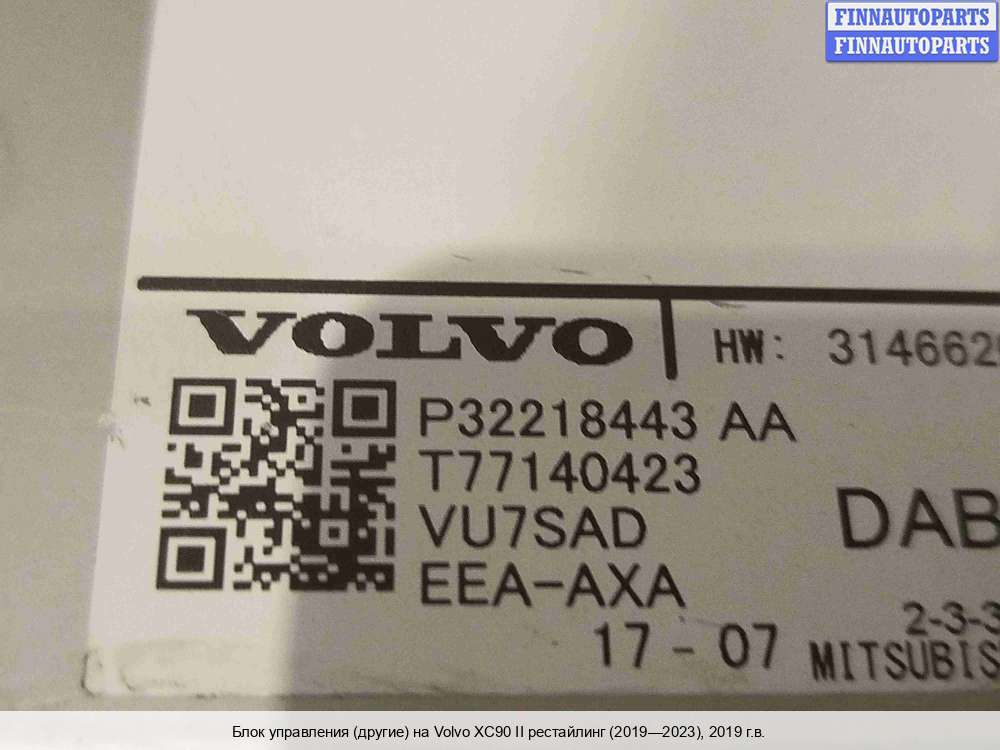 FINNAUTOPARTS
FINNAUTOPARTS
VOLVO
HW: 314662
P32218443 AA
T77140423
VU7SAD
DAB
EEA-AXA
2-3-3
17 - 07
MITSUBIS
Блок управления (другие) на Volvo XC90 II рестайлинг (2019—2023), 2019 г.в.